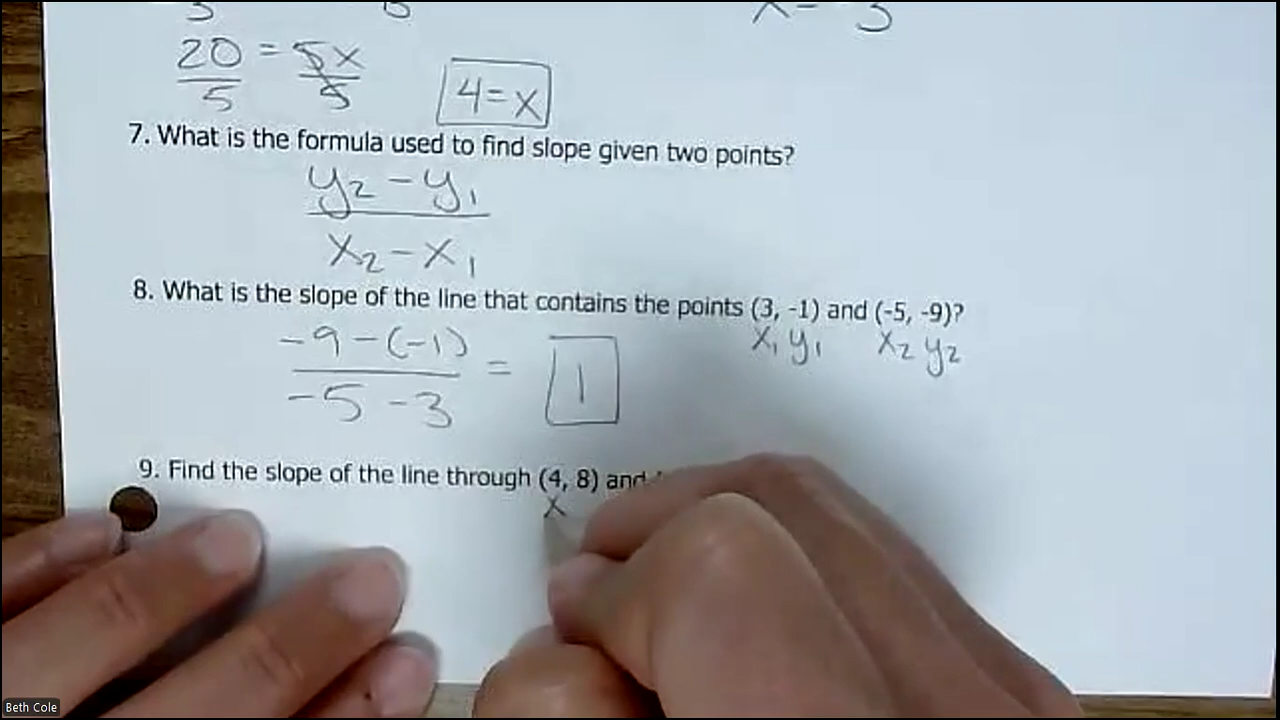 20 = 5x
5 5
4=x
7. What is the formula used to find slope given two points?
y2 - y1
x2 - x1
8. What is the slope of the line that contains the points (3, -1) and (-5, -9)?
x1 y1 x2 y2
-9-(-1)
= 1
-5-3
9. Find the slope of the line through (4, 8) and
x
Beth Cole